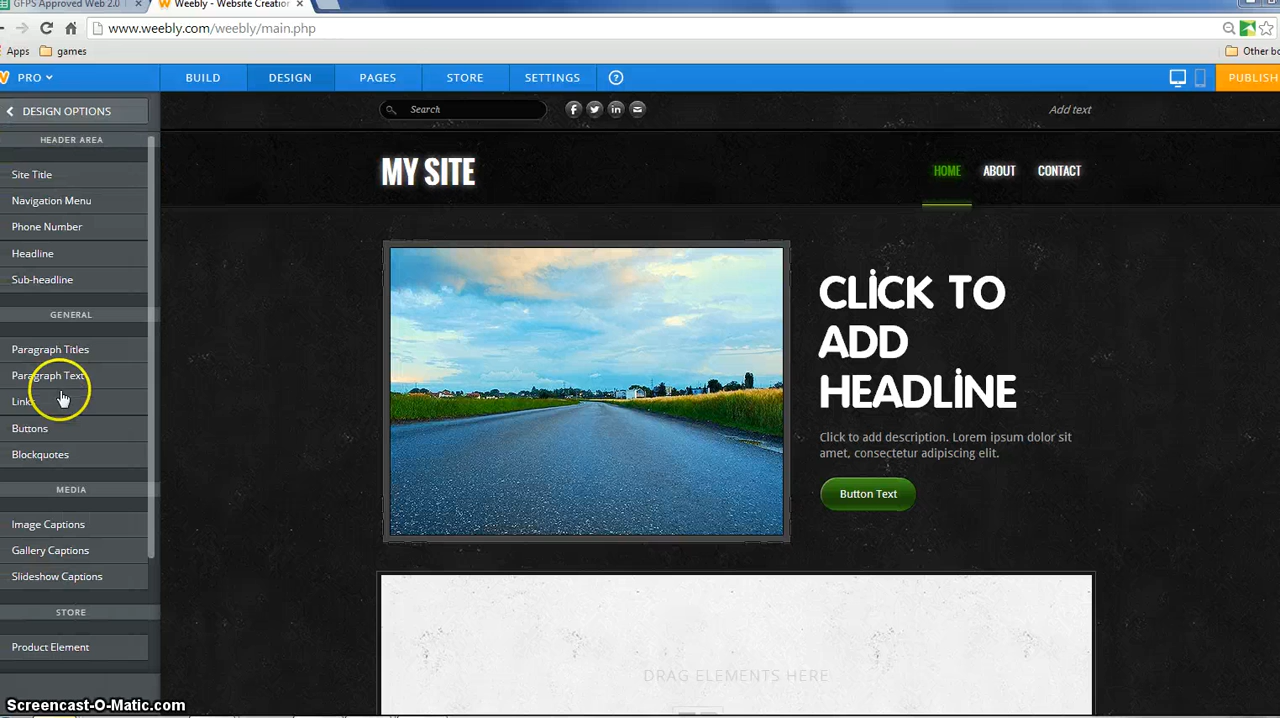 GFPS Approved Web 2.0
Weebly - Website Creation
www.weebly.com/weebly/main.php
Apps games Other bo
PRO BUILD DESIGN PAGES STORE SETTINGS ? PUBLISH
DESIGN OPTIONS
HEADER AREA
Site Title
Navigation Menu
Phone Number
Headline
Sub-headline
GENERAL
Paragraph Titles
Paragraph Text
Links
Buttons
Blockquotes
MEDIA
Image Captions
Gallery Captions
Slideshow Captions
STORE
Product Element
Search
Add text
MY SITE
HOME ABOUT CONTACT
CLICK TO
ADD
HEADLINE
Click to add description. Lorem ipsum dolor sit
amet, consectetur adipiscing elit.
Button Text
DRAG ELEMENTS HERE
Screencast-O-Matic.com